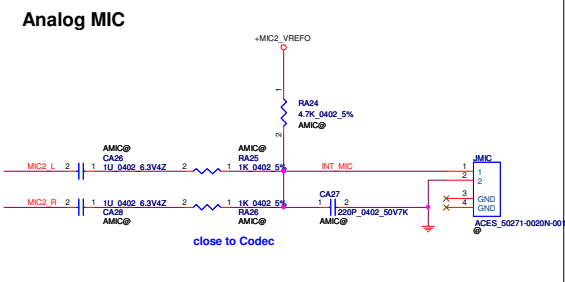 Analog MIC
+MIC2_VREFO
1
RA24
4.7K_0402_5%
AMIC@
2
AMIC@
CA26
AMIC@
RA25
JMIC
MIC2_L 2 1 1U_0402_6.3V4Z 2 1 1K_0402_5% INT_MIC 1 1
2 2
MIC2_R 2 1 1U_0402_6.3V4Z 2 1 1K_0402_5% CA27 1 2 3 GND
4 GND
CA28
AMIC@
RA26
AMIC@
220P_0402_50V7K
AMIC@
ACES_50271-0020N-001
@
close to Codec